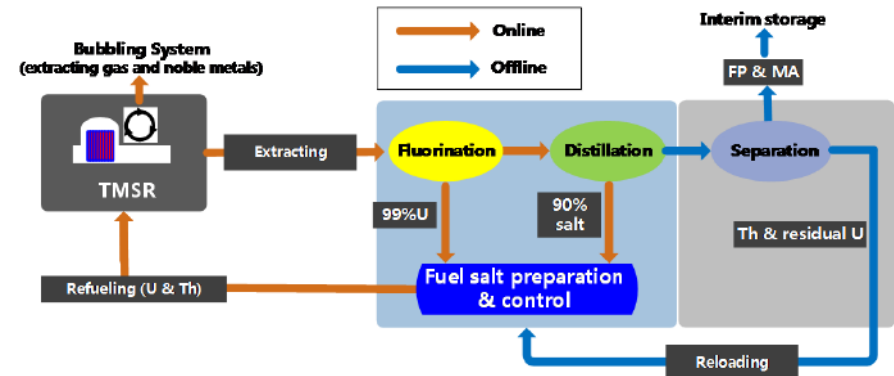 Interim storage
Online
Offline
Bubbling System
(extracting gas and noble metals)
FP & MA
Extracting
Fluorination
Distillation
Separation
TMSR
99%U
90%
salt
Th & residual U
Refueling (U & Th)
Fuel salt preparation
& control
Reloading